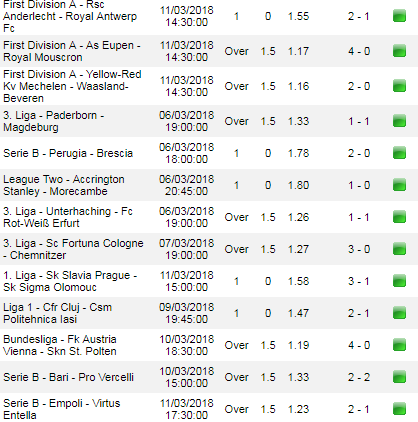 First Division A - Rsc
Anderlecht - Royal Antwerp
Fc
11/03/2018
14:30:00
1 0 1.55 2 - 1
First Division A - As Eupen -
Royal Mouscron
11/03/2018
14:30:00
Over 1.5 1.17 4 - 0
First Division A - Yellow-Red
Kv Mechelen - Waasland-
Beveren
11/03/2018
14:30:00
Over 1.5 1.16 2 - 0
3. Liga - Paderborn -
Magdeburg
06/03/2018
19:00:00
Over 1.5 1.33 1 - 1
Serie B - Perugia - Brescia
06/03/2018
18:00:00
1 0 1.78 2 - 0
League Two - Accrington
Stanley - Morecambe
06/03/2018
20:45:00
1 0 1.80 1 - 0
3. Liga - Unterhaching - Fc
Rot-Weiß Erfurt
06/03/2018
19:00:00
Over 1.5 1.26 1 - 1
3. Liga - Sc Fortuna Cologne
- Chemnitzer
07/03/2018
19:00:00
Over 1.5 1.27 3 - 0
1. Liga - Sk Slavia Prague -
Sk Sigma Olomouc
11/03/2018
15:00:00
1 0 1.58 3 - 1
Liga 1 - Cfr Cluj - Csm
Politehnica Iasi
09/03/2018
19:45:00
1 0 1.47 2 - 1
Bundesliga - Fk Austria
Vienna - Skn St. Polten
10/03/2018
18:30:00
Over 1.5 1.19 4 - 0
Serie B - Bari - Pro Vercelli
10/03/2018
15:00:00
Over 1.5 1.33 2 - 2
Serie B - Empoli - Virtus
Entella
11/03/2018
17:30:00
Over 1.5 1.23 2 - 1